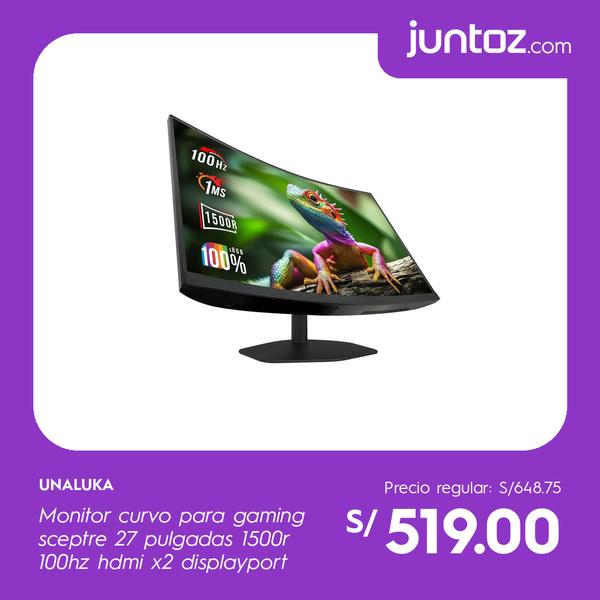 juntoz.com
100Hz
1MS
1500R
100% sRGB
UNALUKA
Monitor curvo para gaming
sceptre 27 pulgadas 1500r
100hz hdmi x2 displayport
Precio regular: S/648.75
S/519.00